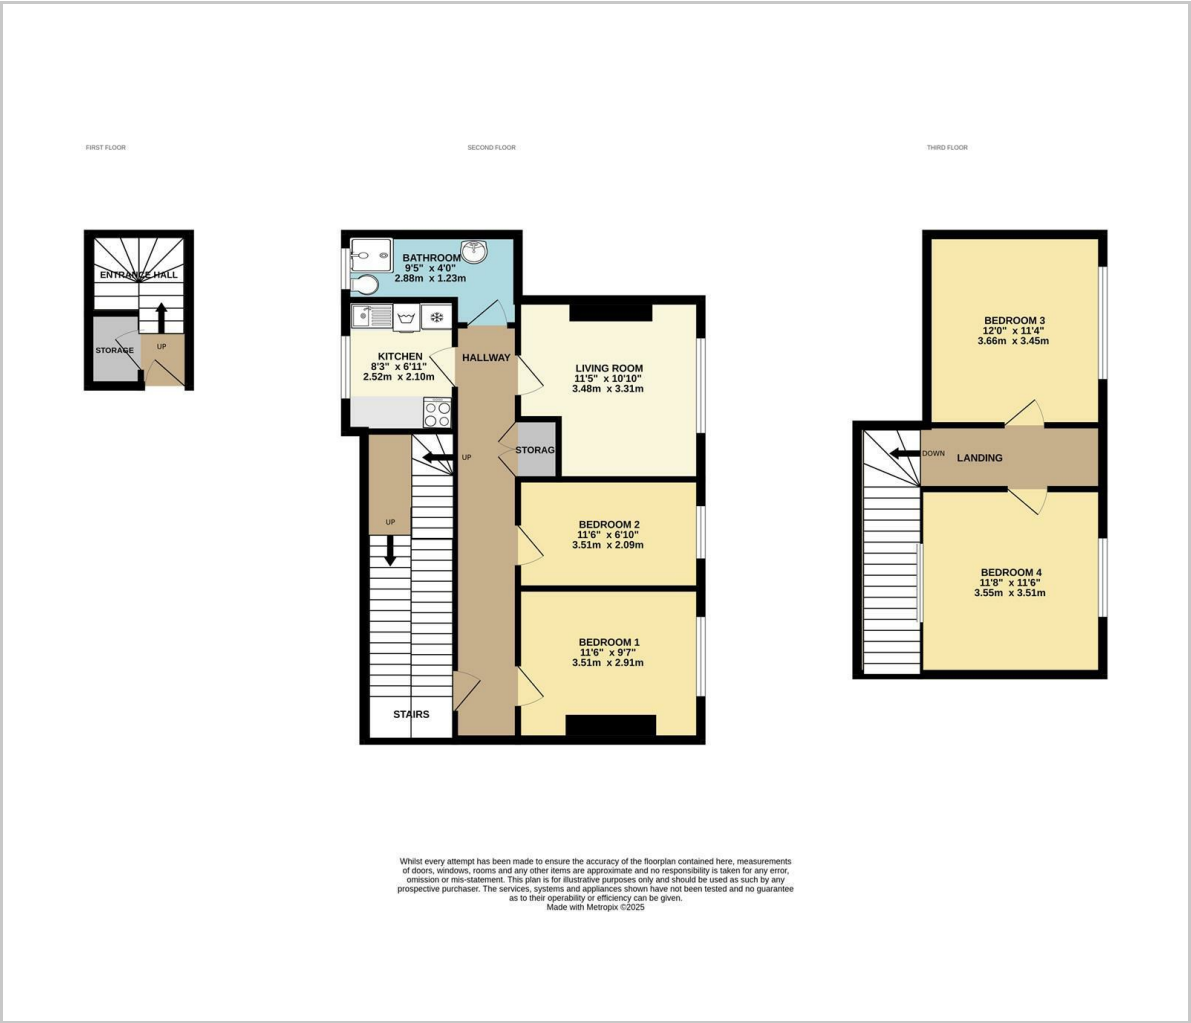 FIRST FLOOR
ENTRANCE HALL
STORAGE
UP
SECOND FLOOR
BATHROOM
9'5" x 4'0"
2.88m x 1.23m
KITCHEN
8'3" x 6'11"
2.52m x 2.10m
HALLWAY
LIVING ROOM
11'5" x 10'10"
3.48m x 3.31m
STORAG
UP
UP
BEDROOM 2
11'6" x 6'10"
3.51m x 2.09m
BEDROOM 1
11'6" x 9'7"
3.51m x 2.91m
STAIRS
THIRD FLOOR
BEDROOM 3
12'0" x 11'4"
3.66m x 3.45m
DOWN
LANDING
BEDROOM 4
11'8" x 11'6"
3.55m x 3.51m
Whilst every attempt has been made to ensure the accuracy of the floorplan contained here, measurements
of doors, windows, rooms and any other items are approximate and no responsibility is taken for any error,
omission or mis-statement. This plan is for illustrative purposes only and should be used as such by any
prospective purchaser. The services, systems and appliances shown have not been tested and no guarantee
as to their operability or efficiency can be given.
Made with Metropix ©2025